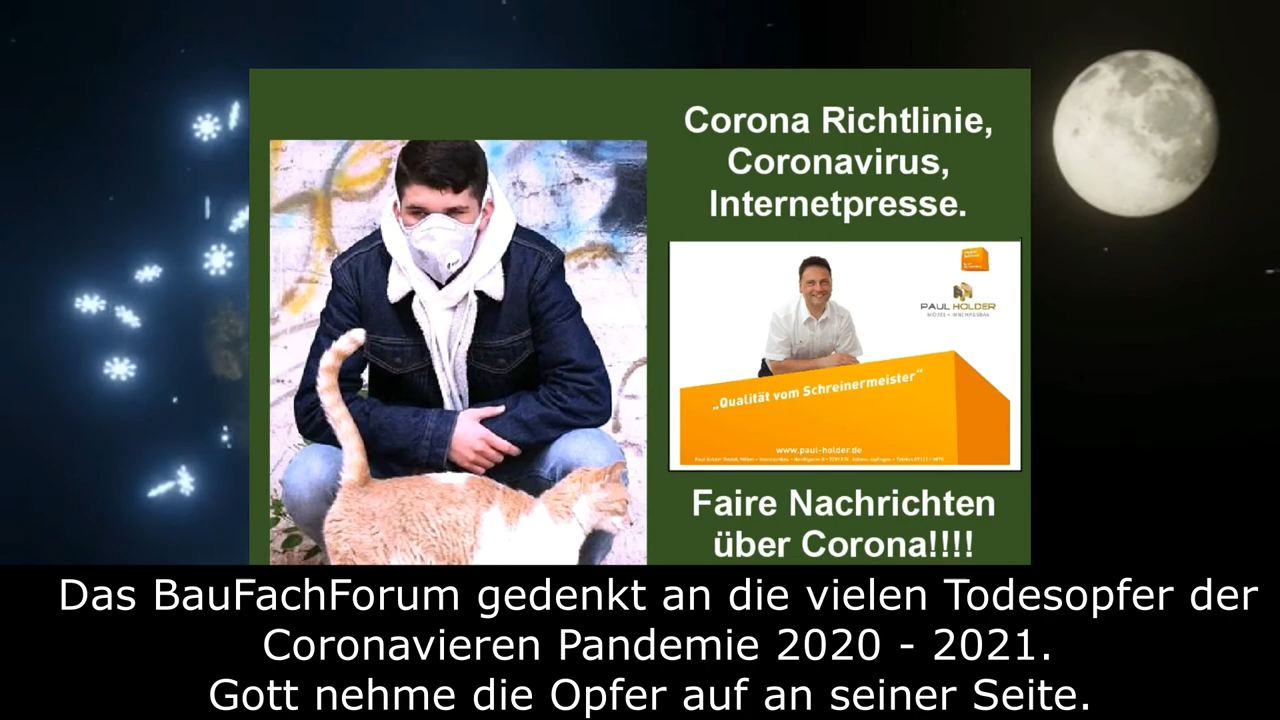 Corona Richtlinie,
Coronavirus,
Internetpresse.
PAUL HOLDER
„Qualität vom Schreinermeister“
www.paul-holder.de
Faire Nachrichten
über Corona!!!!
Das BauFachForum gedenkt an die vielen Todesopfer der
Coronavieren Pandemie 2020 - 2021.
Gott nehme die Opfer auf an seiner Seite.